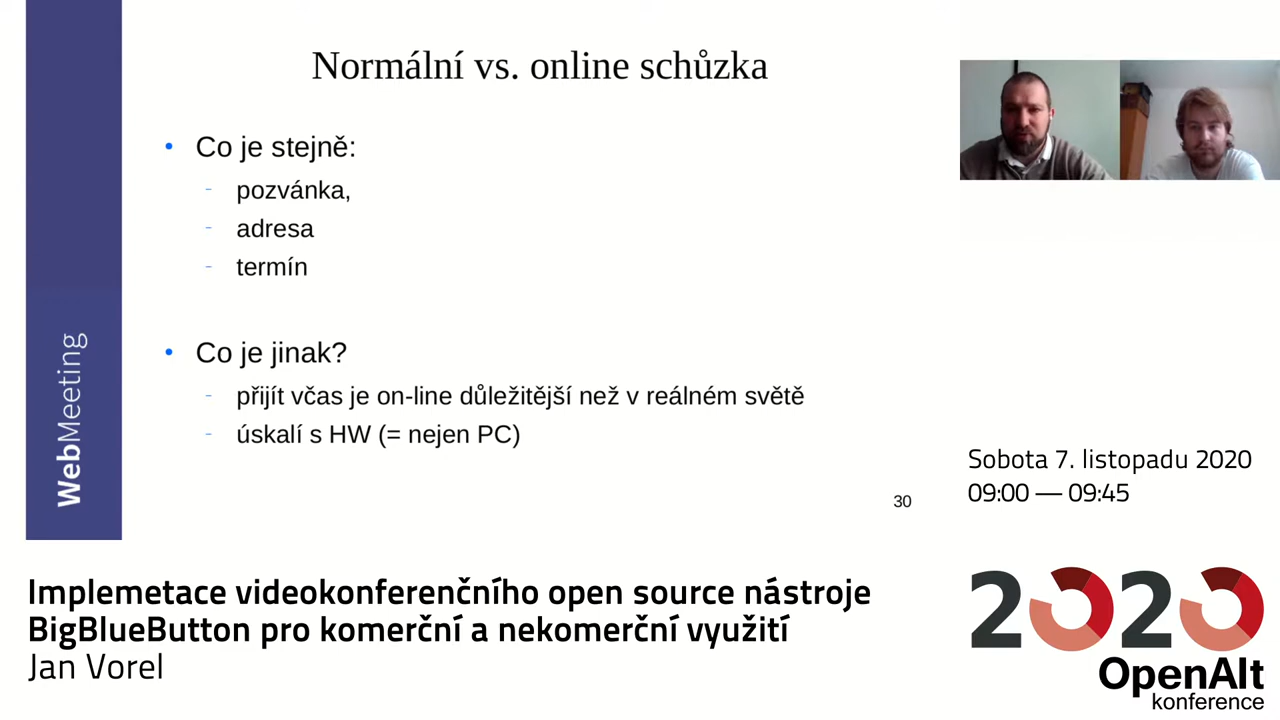 Normální vs. online schůzka
Co je stejně:
pozvánka,
adresa
termín
Co je jinak?
přijít včas je on-line důležitější než v reálném světě
úskalí s HW (= nejen PC)
30
WebMeeting
Sobota 7. listopadu 2020
09:00 — 09:45
Implemetace videokonferenčního open source nástroje
BigBlueButton pro komerční a nekomerční využití
Jan Vorel
2020
OpenAlt
konference